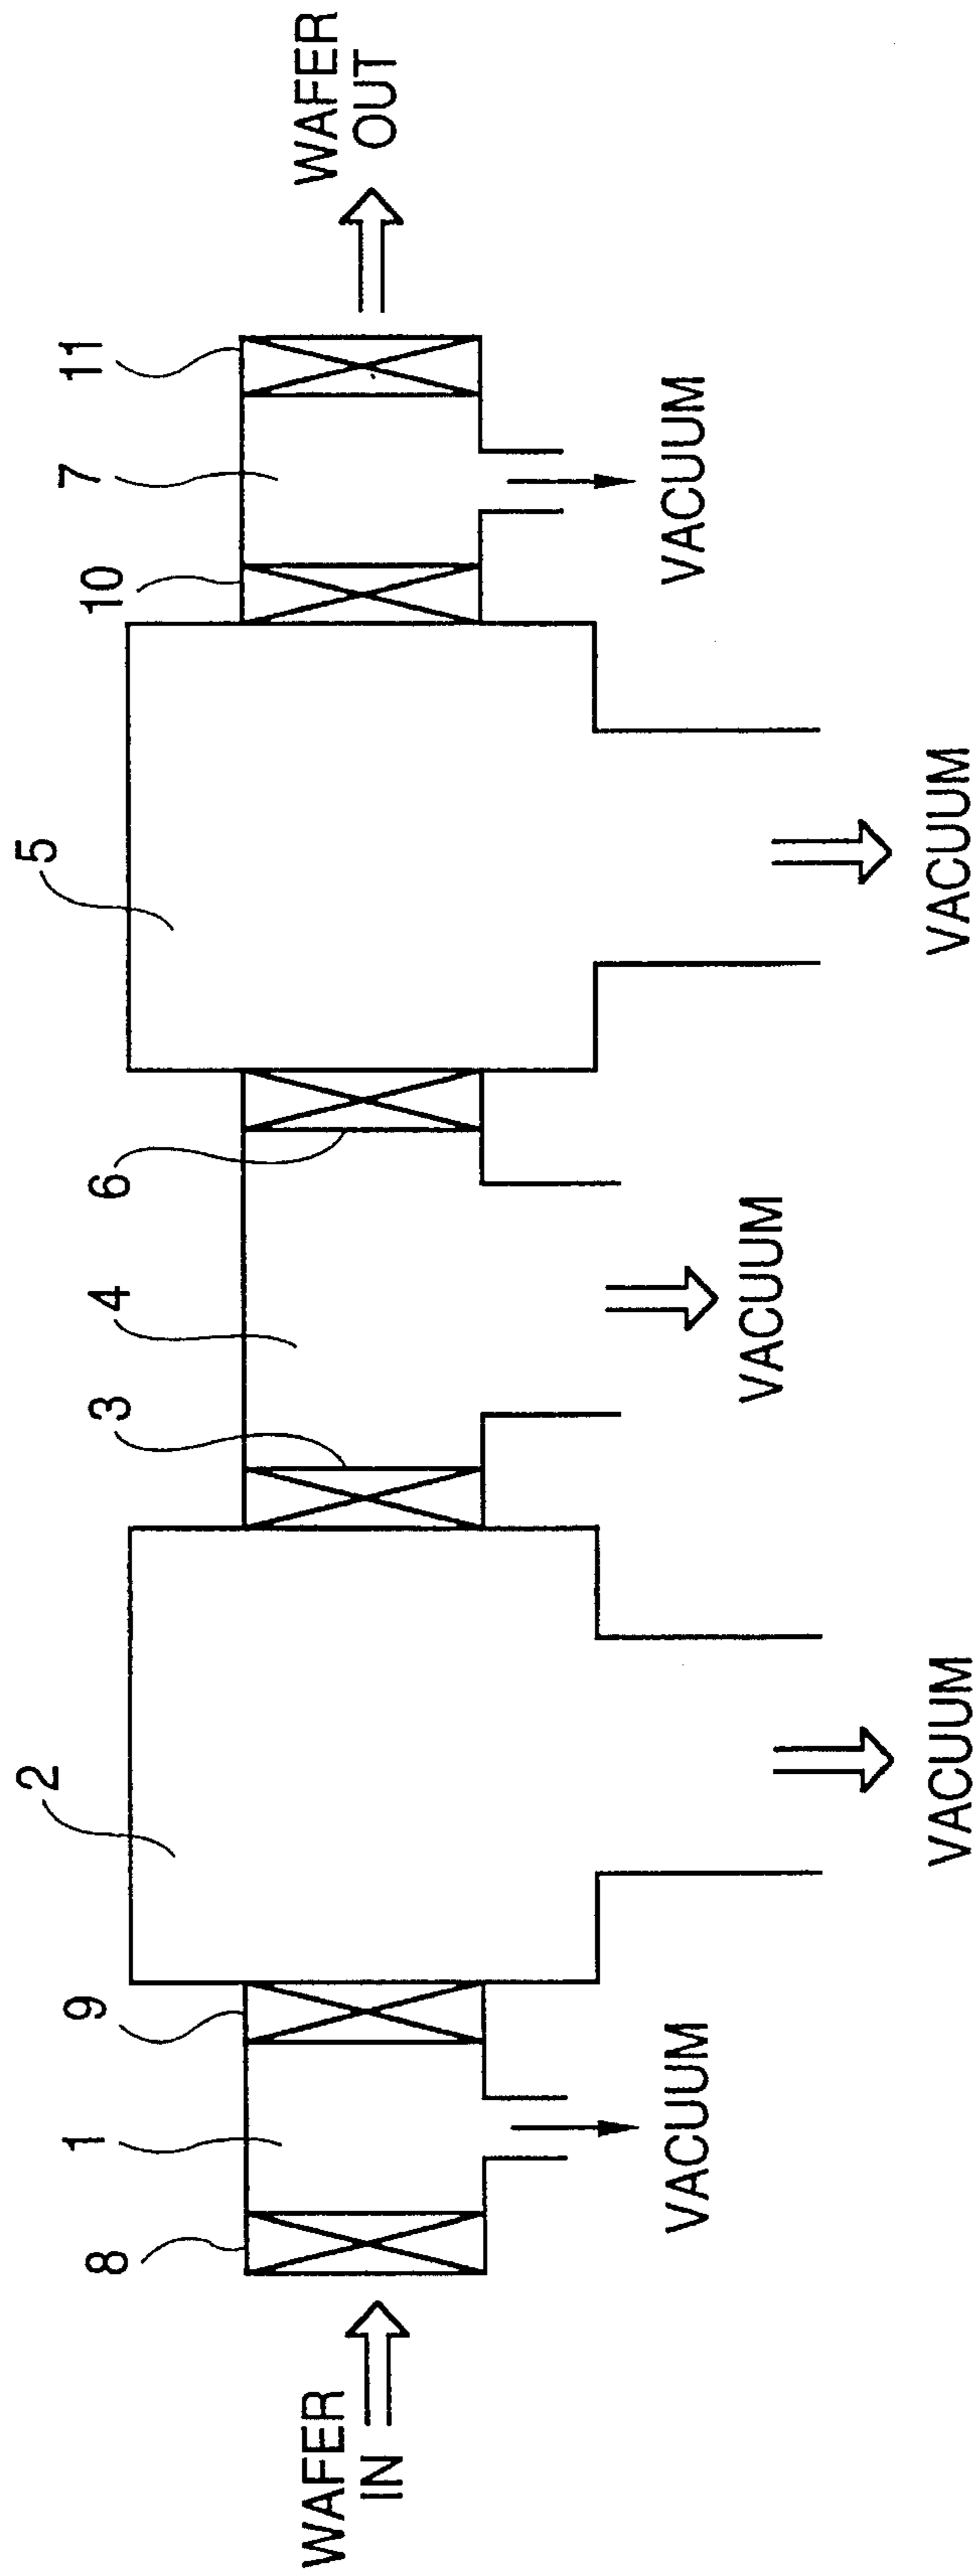 WAFER
IN
8
1
VACUUM
9
2
VACUUM
3
4
VACUUM
6
5
VACUUM
10
7
VACUUM
11
WAFER
OUT